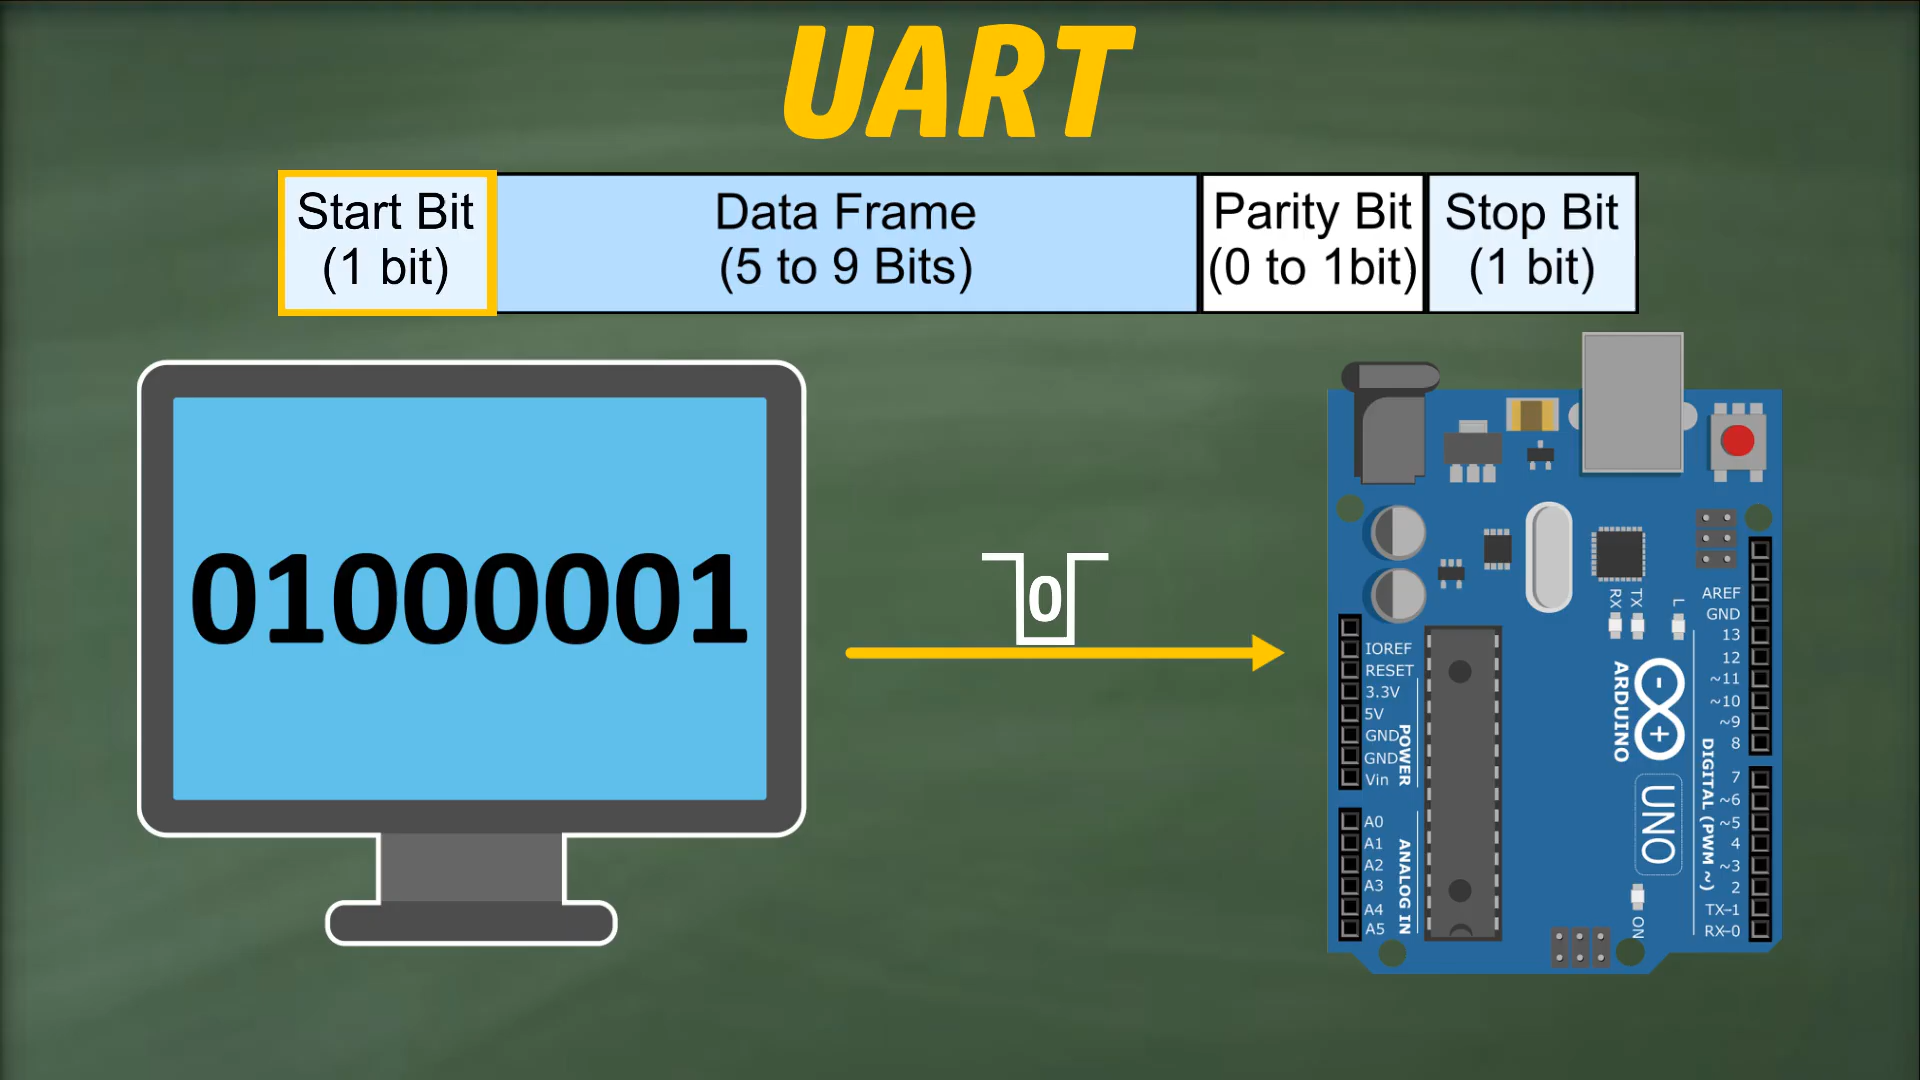 UART
Start Bit
(1 bit)
Data Frame
(5 to 9 Bits)
Parity Bit
(0 to 1bit)
Stop Bit
(1 bit)
01000001
0
RX
TX
L
AREF
GND
13
12
~11
~10
~9
8
7
~6
~5
4
~3
2
TX→1
RX→0
DIGITAL (PWM ~)
IOREF
RESET
3.3V
5V
GND
GND
Vin
POWER
A0
A1
A2
A3
A4
A5
ANALOG IN
- +
ARDUINO
UNO
ON